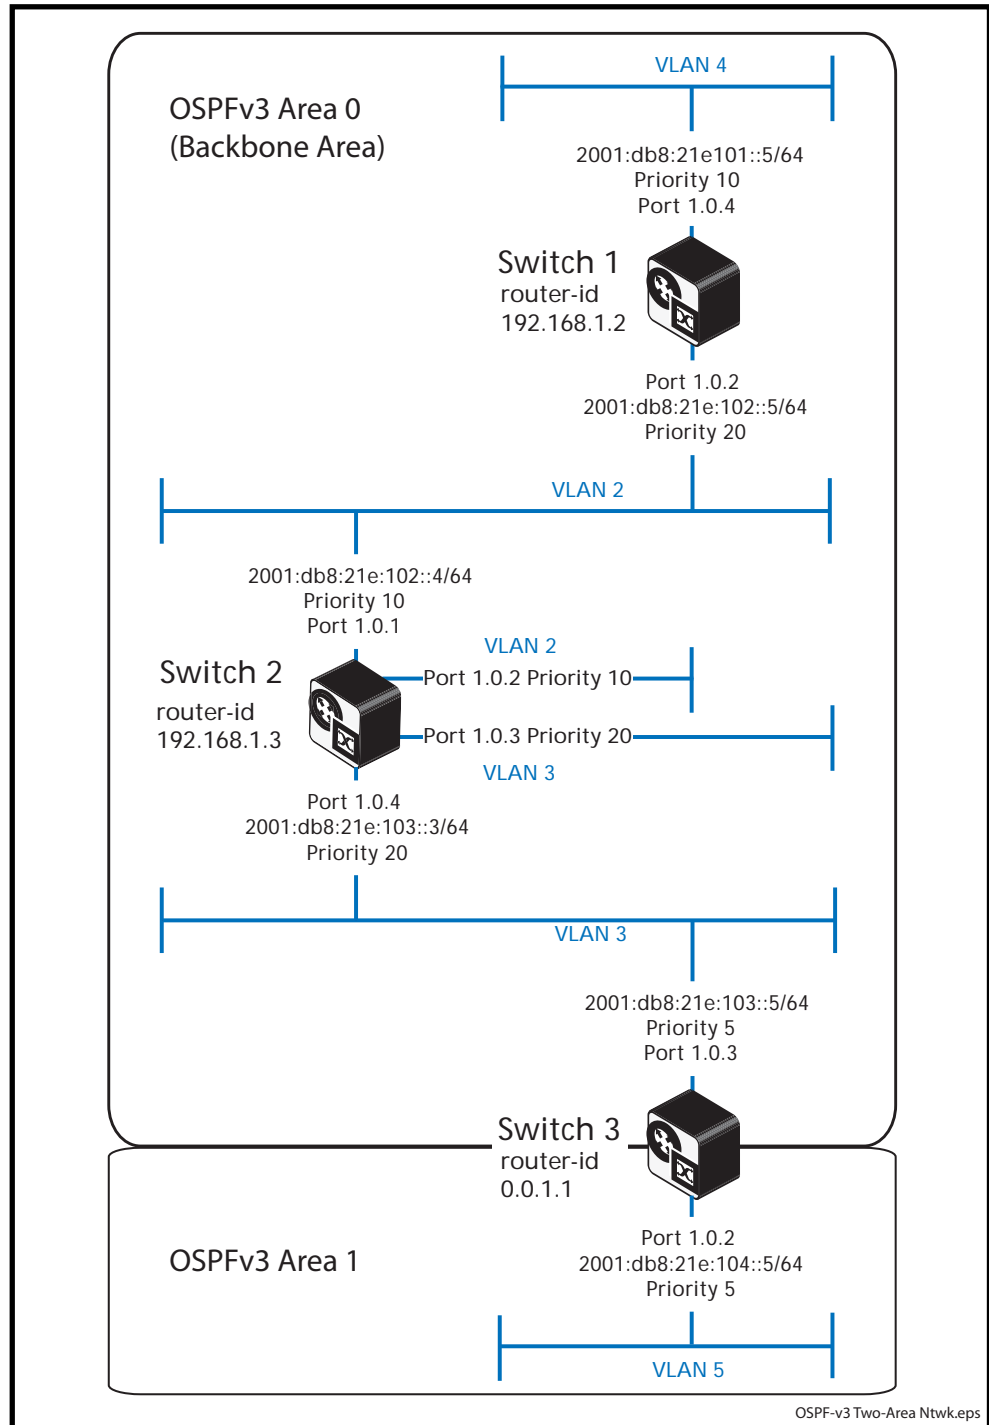 VLAN 4
OSPFv3 Area 0
(Backbone Area)
2001:db8:21e101::5/64
Priority 10
Port 1.0.4
Switch 1
router-id
192.168.1.2
Port 1.0.2
2001:db8:21e:102::5/64
Priority 20
VLAN 2
2001:db8:21e:102::4/64
Priority 10
Port 1.0.1
VLAN 2
Switch 2
router-id
192.168.1.3
Port 1.0.2 Priority 10
Port 1.0.3 Priority 20
VLAN 3
Port 1.0.4
2001:db8:21e:103::3/64
Priority 20
VLAN 3
2001:db8:21e:103::5/64
Priority 5
Port 1.0.3
Switch 3
router-id
0.0.1.1
OSPFv3 Area 1
Port 1.0.2
2001:db8:21e:104::5/64
Priority 5
VLAN 5
OSPF-v3 Two-Area Ntwk.eps